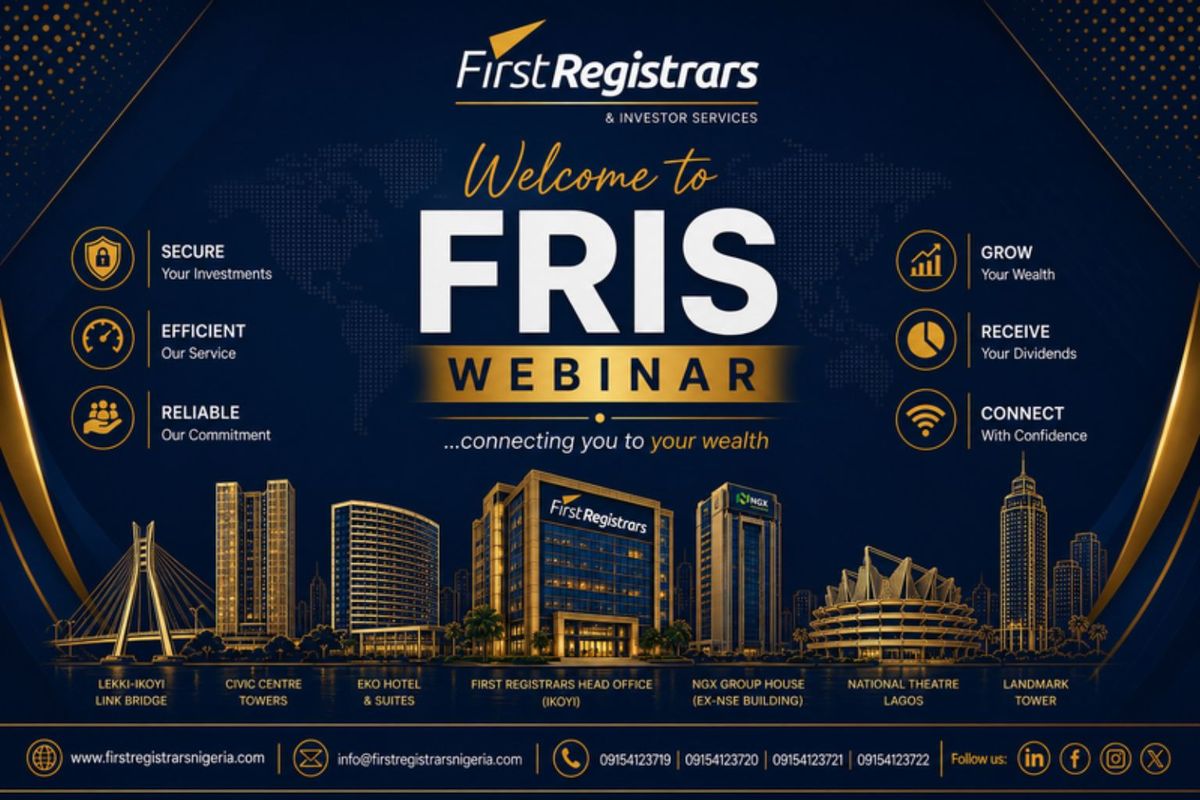 First Registrars
& INVESTOR SERVICES
Welcome to
FRIS
WEBINAR
...connecting you to your wealth
SECURE
Your Investments
EFFICIENT
Our Service
RELIABLE
Our Commitment
GROW
Your Wealth
RECEIVE
Your Dividends
CONNECT
With Confidence
First Registrars
NGX
LEKKI-IKOYI
LINK BRIDGE
CIVIC CENTRE
TOWERS
EKO HOTEL
& SUITES
FIRST REGISTRARS HEAD OFFICE
(IKOYI)
NGX GROUP HOUSE
(EX-NSE BUILDING)
NATIONAL THEATRE
LAGOS
LANDMARK
TOWER
www.firstregistrarsnigeria.com
info@firstregistrarsnigeria.com
09154123719 | 09154123720 | 09154123721 | 09154123722
Follow us: